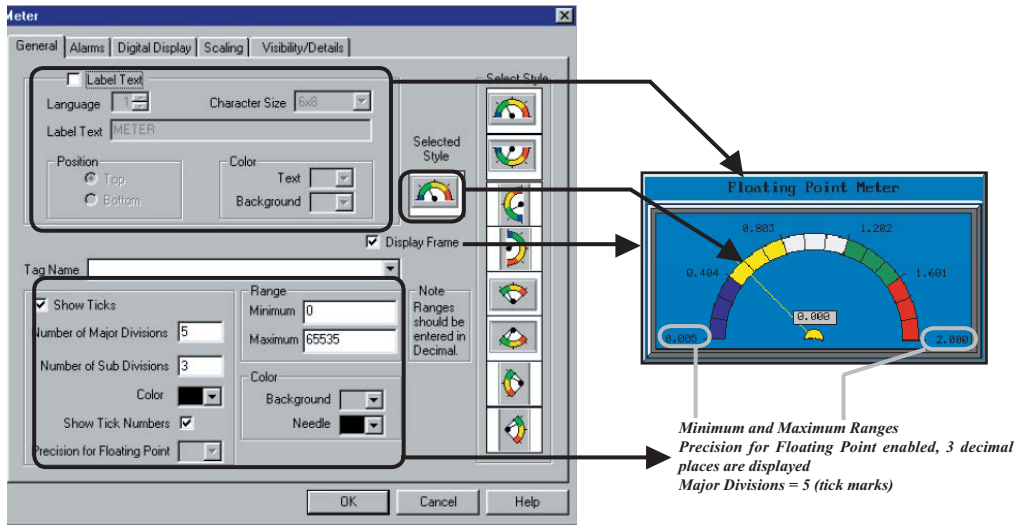 Meter
General
Alarms
Digital Display
Scaling
Visibility/Details
Label Text
Language 1
Character Size 6x8
Label Text METER
Position
Top
Bottom
Color
Text
Background
Selected
Style
Select Style
Display Frame
Tag Name
Show Ticks
Number of Major Divisions 5
Number of Sub Divisions 3
Color
Show Tick Numbers
Precision for Floating Point
Range
Minimum 0
Maximum 65535
Note
Ranges
should be
entered in
Decimal.
Color
Background
Needle
OK
Cancel
Help
Floating Point Meter
0.803
1.202
0.404
1.601
0.000
0.005
2.000
Minimum and Maximum Ranges
Precision for Floating Point enabled, 3 decimal
places are displayed
Major Divisions = 5 (tick marks)